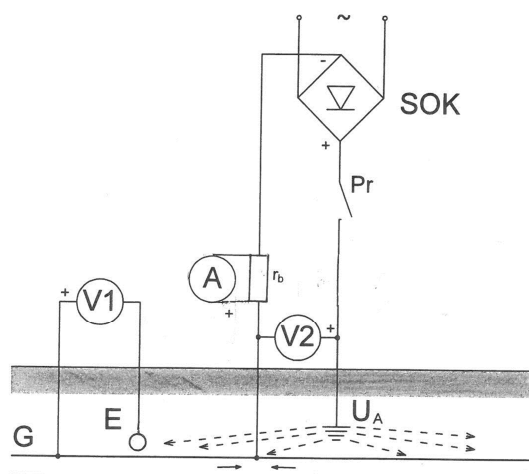 ~
-
SOK
+
Pr
A
r_b
+
+ V1
V2 +
E
U_A
G